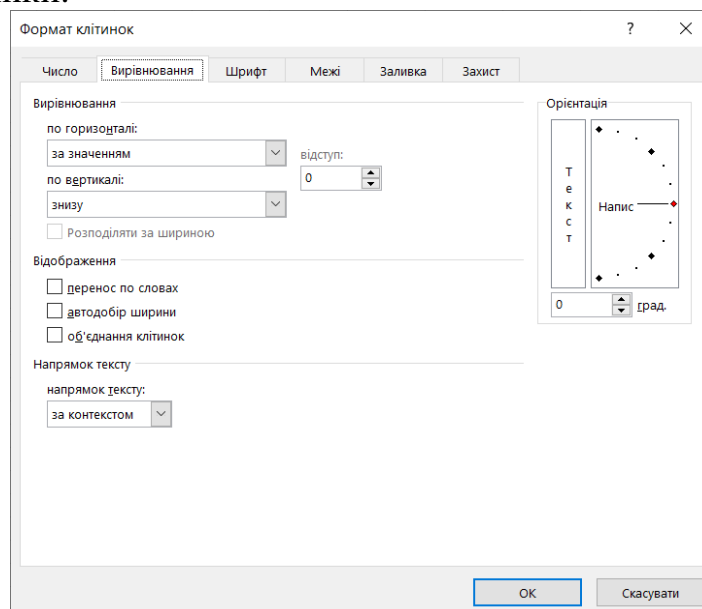 Формат клітинок ?
Число Вирівнювання Шрифт Межі Заливка Захист
Вирівнювання
по горизонталі:
за значенням
відступ:
0
по вертикалі:
знизу
Розподіляти за шириною
Відображення
перенос по словах
автодобір ширини
об'єднання клітинок
Напрямок тексту
напрямок тексту:
за контекстом
Орієнтація
Т
е
к
с
т
Напис
0 град.
ОК Скасувати